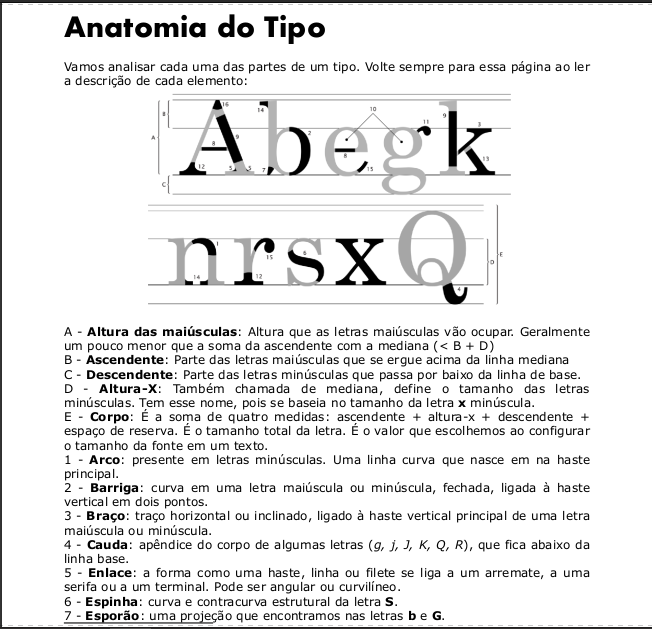 Anatomia do Tipo
Vamos analisar cada uma das partes de um tipo. Volte sempre para essa página ao ler
a descrição de cada elemento:
A B C
16 14 2 10 11 9 3
8 9 8
12 5 5 7 15 13
A b e g k
n r s x Q
1 15 6
14 12 4
D E
A - Altura das maiúsculas: Altura que as letras maiúsculas vão ocupar. Geralmente
um pouco menor que a soma da ascendente com a mediana (< B + D)
B - Ascendente: Parte das letras maiúsculas que se ergue acima da linha mediana
C - Descendente: Parte das letras minúsculas que passa por baixo da linha de base.
D - Altura-X: Também chamada de mediana, define o tamanho das letras
minúsculas. Tem esse nome, pois se baseia no tamanho da letra x minúscula.
E - Corpo: É a soma de quatro medidas: ascendente + altura-x + descendente +
espaço de reserva. É o tamanho total da letra. É o valor que escolhemos ao configurar
o tamanho da fonte em um texto.
1 - Arco: presente em letras minúsculas. Uma linha curva que nasce em na haste
principal.
2 - Barriga: curva em uma letra maiúscula ou minúscula, fechada, ligada à haste
vertical em dois pontos.
3 - Braço: traço horizontal ou inclinado, ligado à haste vertical principal de uma letra
maiúscula ou minúscula.
4 - Cauda: apêndice do corpo de algumas letras (g, j, J, K, Q, R), que fica abaixo da
linha base.
5 - Enlace: a forma como uma haste, linha ou filete se liga a um arremate, a uma
serifa ou a um terminal. Pode ser angular ou curvilíneo.
6 - Espinha: curva e contracurva estrutural da letra S.
7 - Esporão: uma projeção que encontramos nas letras b e G.